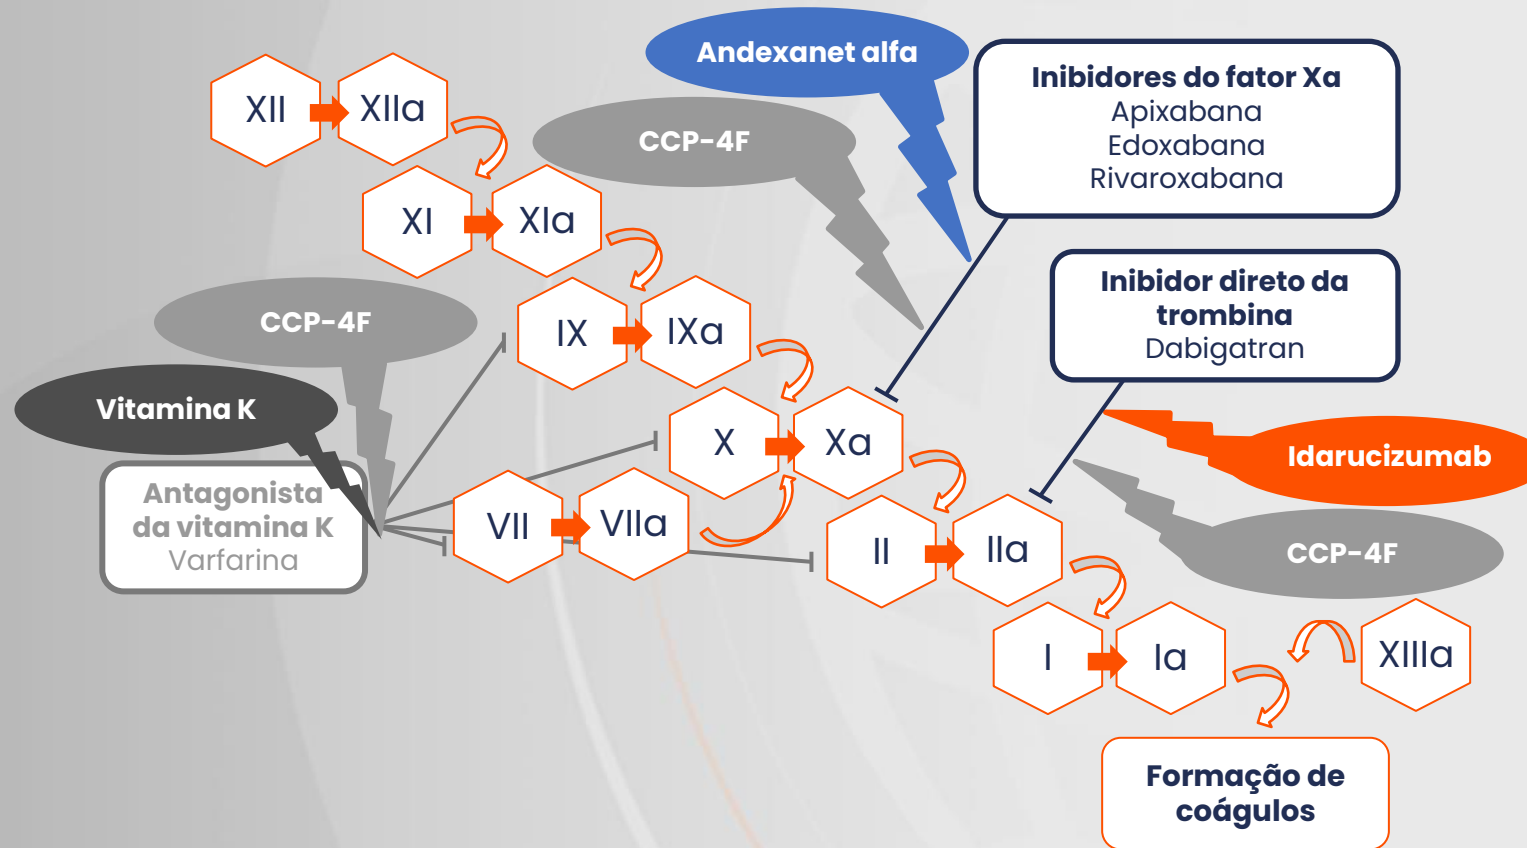 Andexanet alfa
Inibidores do fator Xa
Apixabana
Edoxabana
Rivaroxabana
XII
XIIa
CCP-4F
XI
XIa
Inibidor direto da
trombina
Dabigatran
CCP-4F
IX
IXa
Vitamina K
X
Xa
Idarucizumab
Antagonista
da vitamina K
Varfarina
VII
VIIa
II
IIa
CCP-4F
I
Ia
XIIIa
Formação de
coágulos